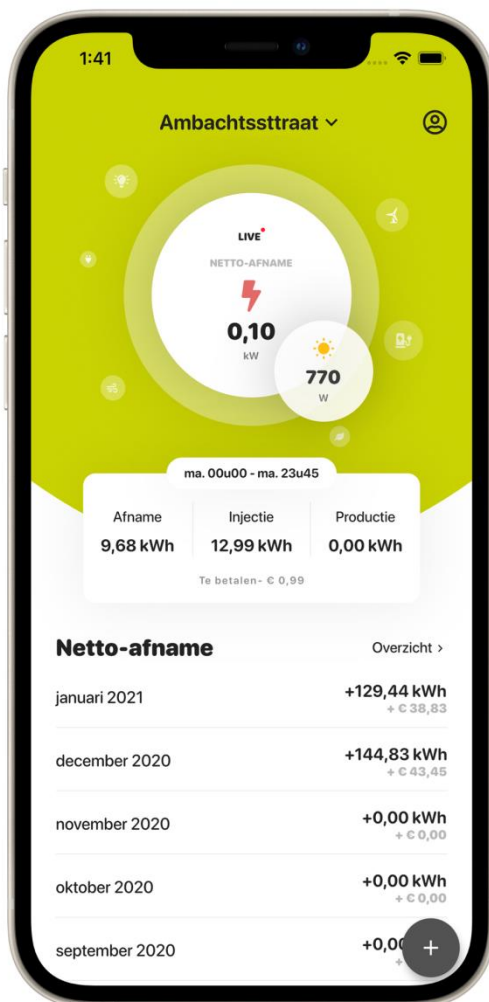 1:41
Ambachtssttraat
LIVE
NETTO-AFNAME
0,10
kW
770
W
ma. 00u00 - ma. 23u45
Afname Injectie Productie
9,68 kWh 12,99 kWh 0,00 kWh
Te betalen- € 0,99
Netto-afname Overzicht >
januari 2021 +129,44 kWh
+ € 38,83
december 2020 +144,83 kWh
+ € 43,45
november 2020 +0,00 kWh
+ € 0,00
oktober 2020 +0,00 kWh
+ € 0,00
september 2020 +0,00
+